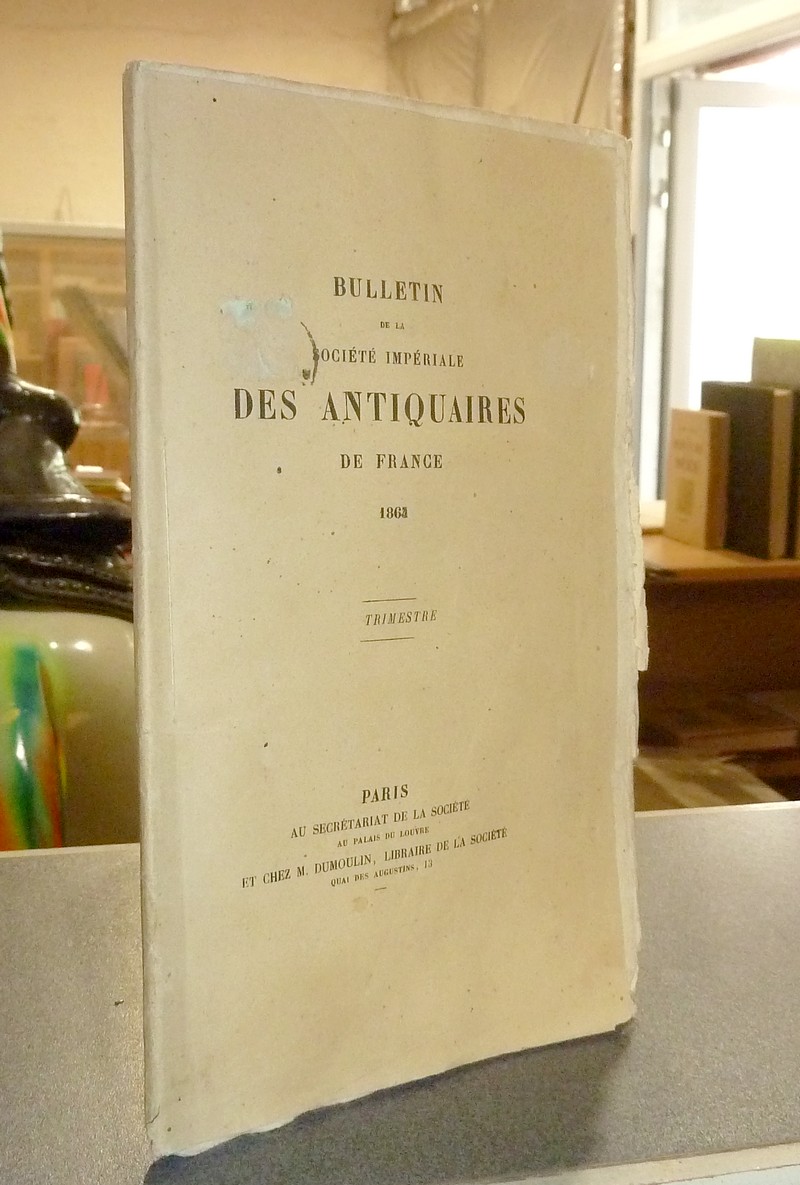 BULLETIN
DE LA
SOCIÉTÉ IMPÉRIALE
DES ANTIQUAIRES
DE FRANCE
TRIMESTRE
PARIS
AU SECRÉTARIAT DE LA SOCIÉTÉ
AU PALAIS DU LOUVRE
ET CHEZ M. DUMOULIN, LIBRAIRE DE LA SOCIÉTÉ
QUAI DES AUGUSTINS, 13